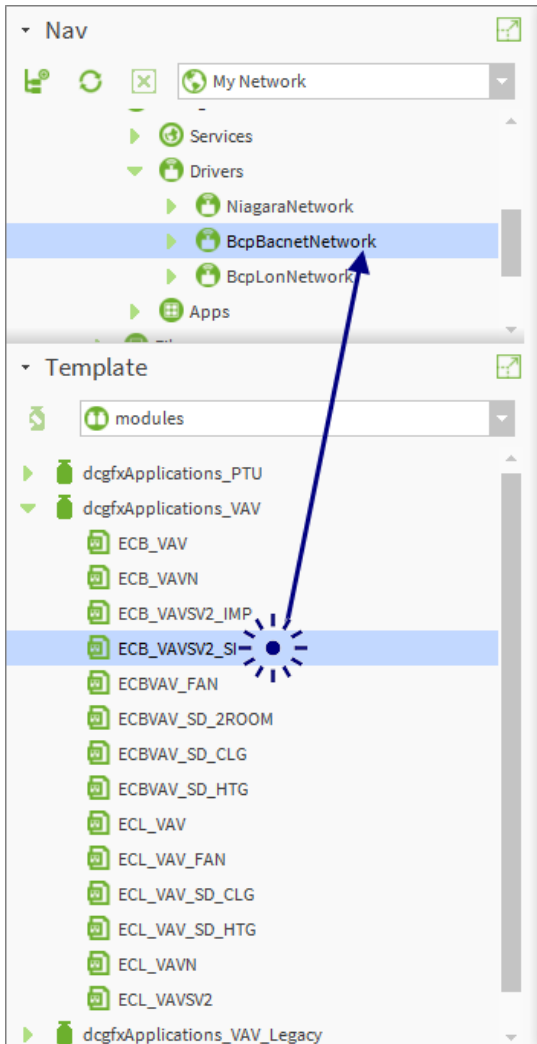 Nav
My Network
Services
Drivers
NiagaraNetwork
BcpBacnetNetwork
BcpLonNetwork
Apps
Template
modules
dcgfxApplications_PTU
dcgfxApplications_VAV
ECB_VAV
ECB_VAVN
ECB_VAVSV2_IMP
ECB_VAVSV2_SI
ECBVAV_FAN
ECBVAV_SD_2ROOM
ECBVAV_SD_CLG
ECBVAV_SD_HTG
ECL_VAV
ECL_VAV_FAN
ECL_VAV_SD_CLG
ECL_VAV_SD_HTG
ECL_VAVN
ECL_VAVSV2
dcgfxApplications_VAV_Legacy